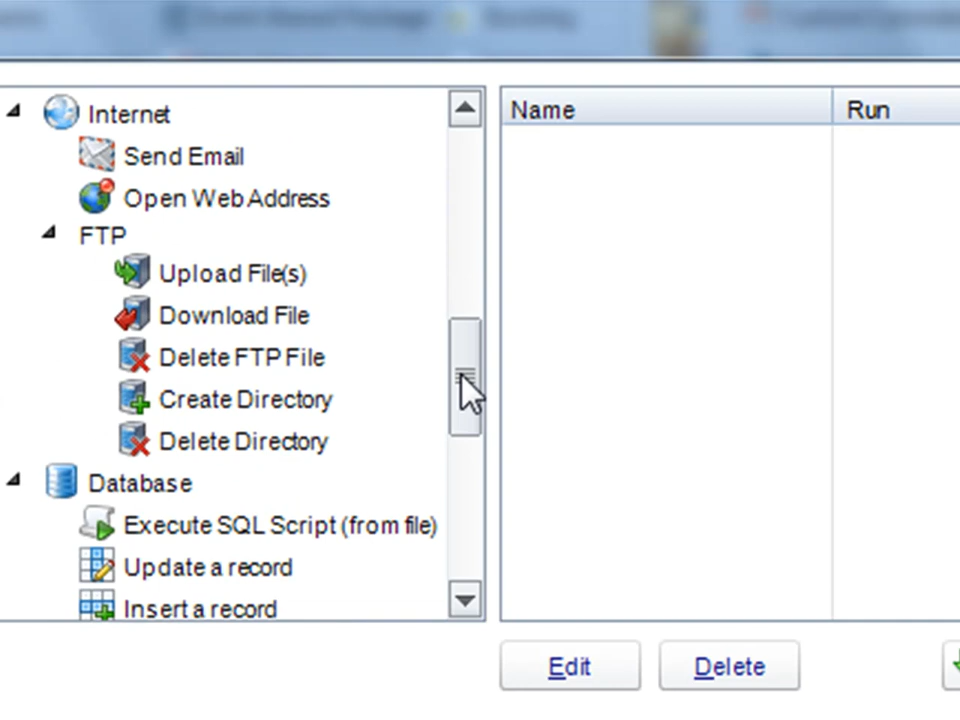 Internet
Send Email
Open Web Address
FTP
Upload File(s)
Download File
Delete FTP File
Create Directory
Delete Directory
Database
Execute SQL Script (from file)
Update a record
Insert a record
Name
Run
Edit
Delete